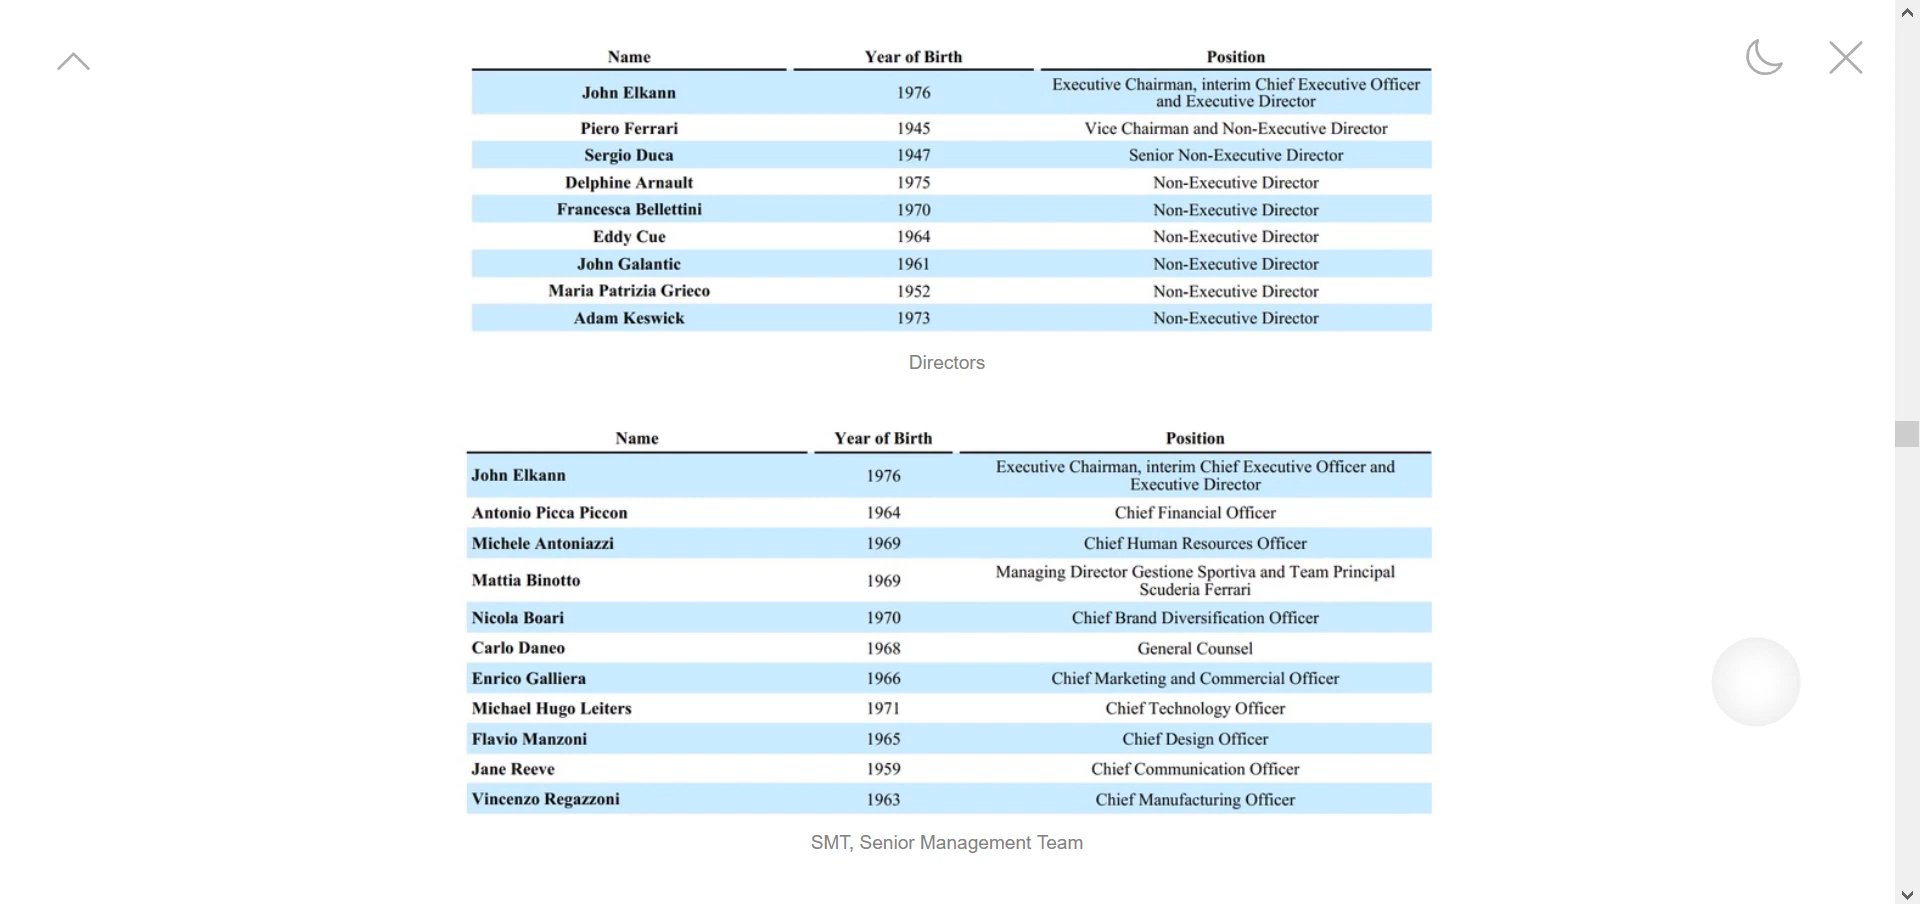 Name Year of Birth Position
John Elkann 1976 Executive Chairman, interim Chief Executive Officer
and Executive Director
Piero Ferrari 1945 Vice Chairman and Non-Executive Director
Sergio Duca 1947 Senior Non-Executive Director
Delphine Arnault 1975 Non-Executive Director
Francesca Bellettini 1970 Non-Executive Director
Eddy Cue 1964 Non-Executive Director
John Galantic 1961 Non-Executive Director
Maria Patrizia Grieco 1952 Non-Executive Director
Adam Keswick 1973 Non-Executive Director
Directors
Name Year of Birth Position
John Elkann 1976 Executive Chairman, interim Chief Executive Officer and
Executive Director
Antonio Picca Piccon 1964 Chief Financial Officer
Michele Antoniazzi 1969 Chief Human Resources Officer
Mattia Binotto 1969 Managing Director Gestione Sportiva and Team Principal
Scuderia Ferrari
Nicola Boari 1970 Chief Brand Diversification Officer
Carlo Daneo 1968 General Counsel
Enrico Galliera 1966 Chief Marketing and Commercial Officer
Michael Hugo Leiters 1971 Chief Technology Officer
Flavio Manzoni 1965 Chief Design Officer
Jane Reeve 1959 Chief Communication Officer
Vincenzo Regazzoni 1963 Chief Manufacturing Officer
SMT, Senior Management Team